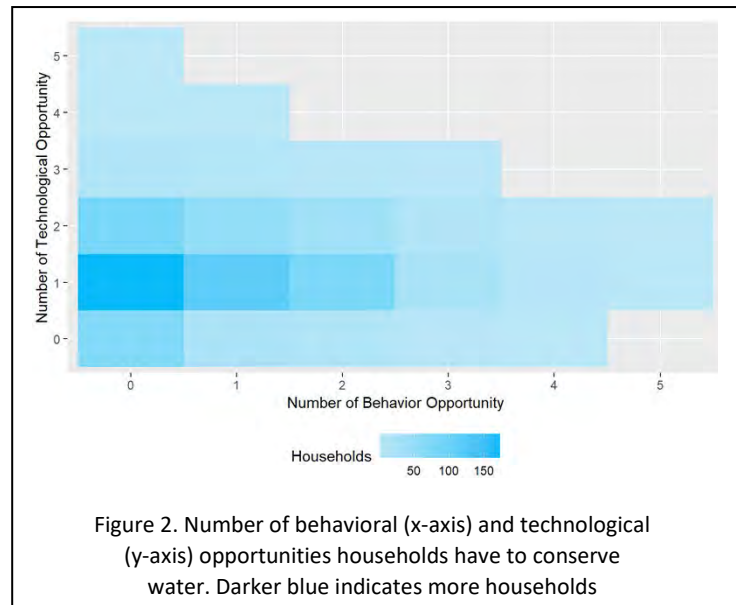 5
4
3
2
1
0
Number of Technological Opportunity
0 1 2 3 4 5
Number of Behavior Opportunity
Households
50 100 150
Figure 2. Number of behavioral (x-axis) and technological
(y-axis) opportunities households have to conserve
water. Darker blue indicates more households